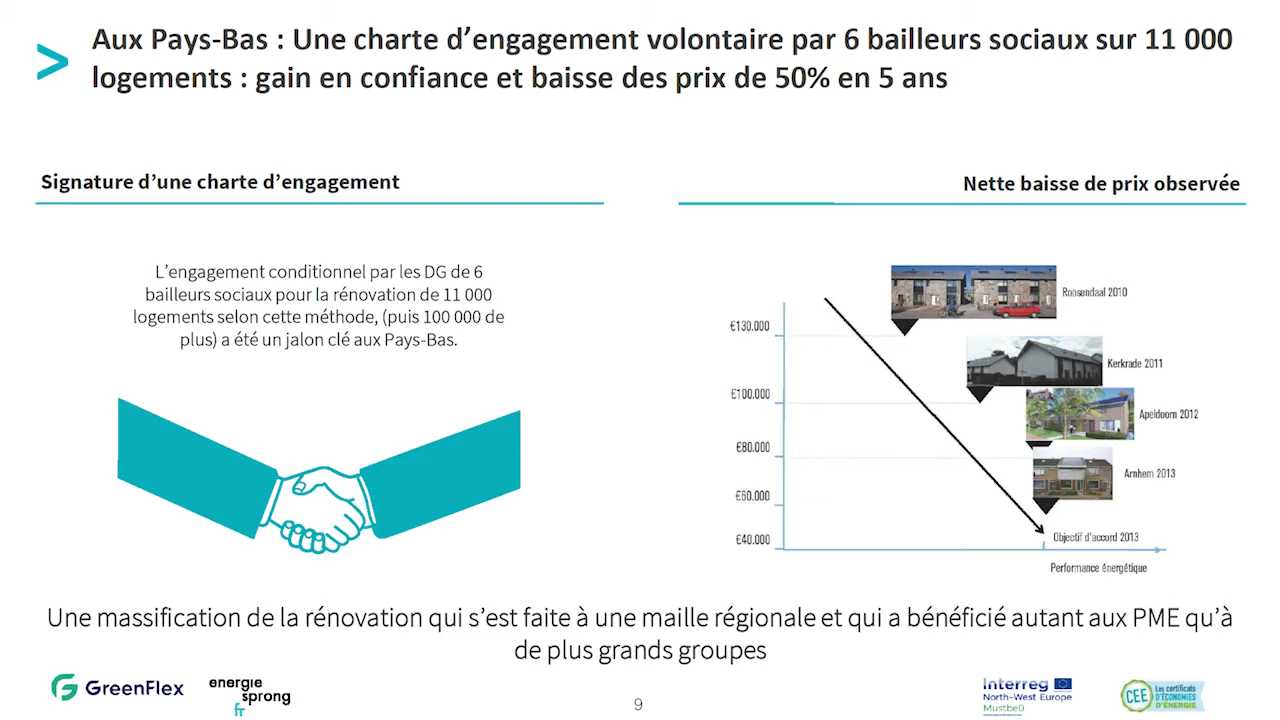 Aux Pays-Bas : Une charte d’engagement volontaire par 6 bailleurs sociaux sur 11 000
logements : gain en confiance et baisse des prix de 50% en 5 ans
Signature d’une charte d’engagement
L’engagement conditionnel par les DG de 6
bailleurs sociaux pour la rénovation de 11 000
logements selon cette méthode, (puis 100 000 de
plus) a été un jalon clé aux Pays-Bas.
Nette baisse de prix observée
€130.000
€100.000
€80.000
€60.000
€40.000
Roosendaal 2010
Kerkrade 2011
Apeldoorn 2012
Arnhem 2013
Objectif d'accord 2013
Performance énergétique
Une massification de la rénovation qui s’est faite à une maille régionale et qui a bénéficié autant aux PME qu’à
de plus grands groupes
GreenFlex
energie
sprong
fr
9
Interreg
North-West Europe
Mustbe0
CEE
Les certificats
D'ÉCONOMIES
D'ÉNERGIE